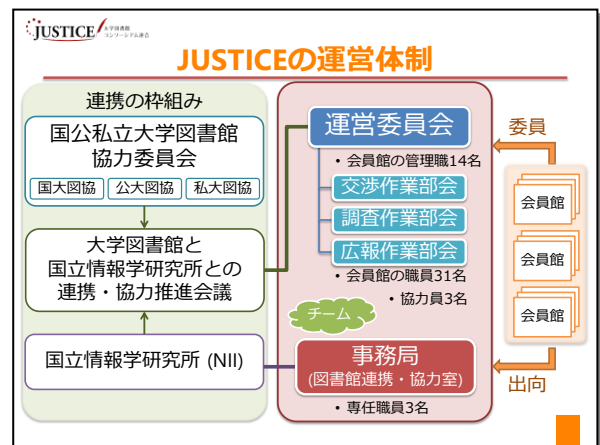 JUSTICE 大学図書館
コンソーシアム連合
JUSTICEの運営体制
連携の枠組み
国公私立大学図書館
協力委員会
国大図協 公大図協 私大図協
大学図書館と
国立情報学研究所との
連携・協力推進会議
国立情報学研究所 (NII)
運営委員会
• 会員館の管理職14名
交渉作業部会
調査作業部会
広報作業部会
• 会員館の職員31名
• 協力員3名
チーム
事務局
(図書館連携・協力室)
• 専任職員3名
委員
会員館
会員館
会員館
出向